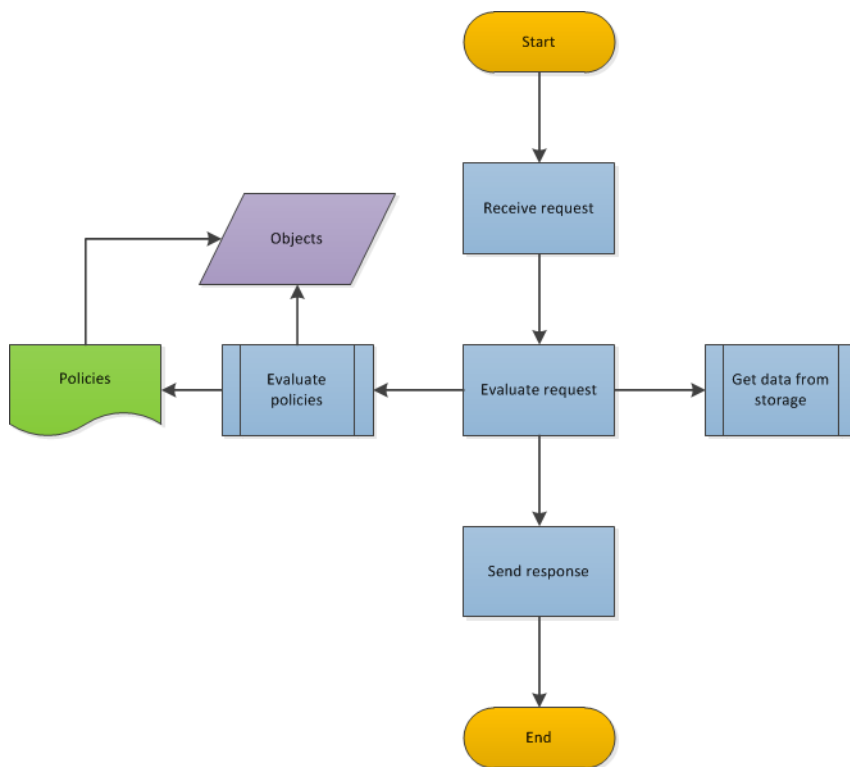 Start
Receive request
Objects
Policies
Evaluate
policies
Evaluate request
Get data from
storage
Send response
End